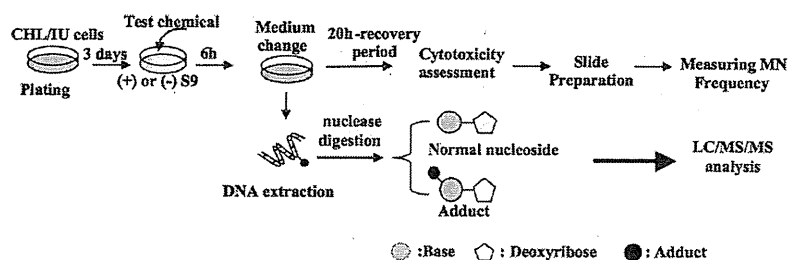 Test chemical
CHL/IU cells
3 days
6h
Plating
(+) or (-) S9
Medium
change
20h-recovery
period
Cytotoxicity
assessment
Slide
Preparation
Measuring MN
Frequency
nuclease
digestion
DNA extraction
Normal nucleoside
Adduct
LC/MS/MS
analysis
:Base :Deoxyribose : Adduct